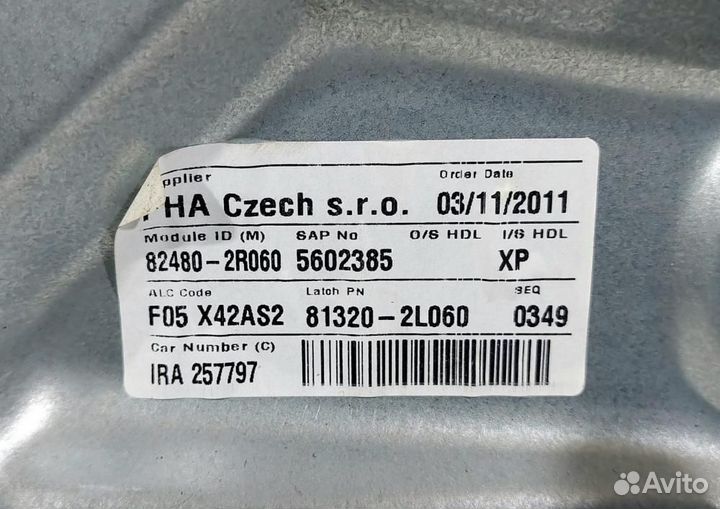 pplier Order Date
PHA Czech s.r.o. 03/11/2011
Module ID (M) SAP No O/S HDL I/S HDL
82480-2R060 5602385 XP
ALC Code Latch PN SEQ
F05 X42AS2 81320-2L060 0349
Car Number (C)
IRA 257797
Avito